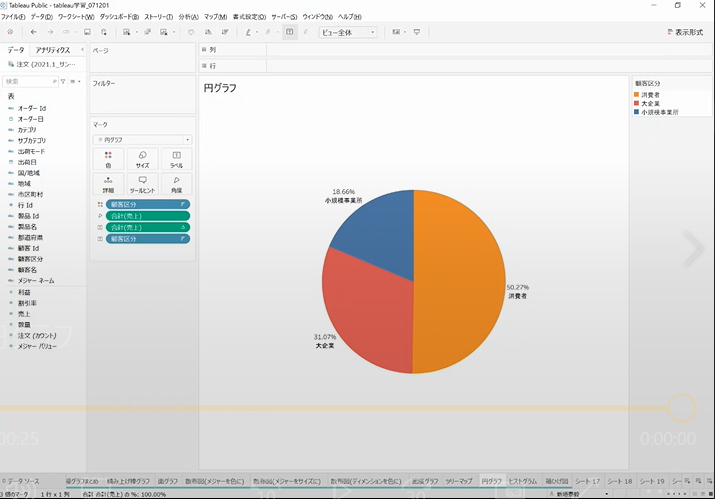 Tableau Public - tableau学習_071201
ファイル(F) データ(D) ワークシート(W) ダッシュボード(B) ストーリー(T) 分析(A) マップ(M) 書式設定(O) サーバー(S) ウィンドウ(N) ヘルプ(H)
ビュー全体
表示形式
データ アナリティクス
注文 (2021.1_サン...
検索
表
オーダー Id
オーダー日
カテゴリ
サブカテゴリ
出荷モード
出荷日
国/地域
地域
市区町村
行 Id
製品 Id
製品名
都道府県
顧客 Id
顧客区分
顧客名
メジャー ネーム
利益
割引率
売上
数量
注文 (カウント)
メジャー バリュー
ページ
フィルター
マーク
円グラフ
色 サイズ ラベル
詳細 ツールヒント 角度
顧客区分
合計(売上)
合計(売上)
顧客区分
列
行
円グラフ
18.66%
小規模事業所
50.27%
消費者
31.07%
大企業
顧客区分
消費者
大企業
小規模事業所
00:25
0:00:00
データ ソース 棒グラフまとめ 積み上げ棒グラフ 面グラフ 散布図(メジャーを色に) 散布図(メジャーをサイズに) 散布図(ディメンションを色に) ツリーマップ 円グラフ ヒストグラム 箱ひげ図 シート 17 シート 18 シート 19
3 個のマーク 1 行 x 1 列 合計 (合計(売上) の %: 100.00%